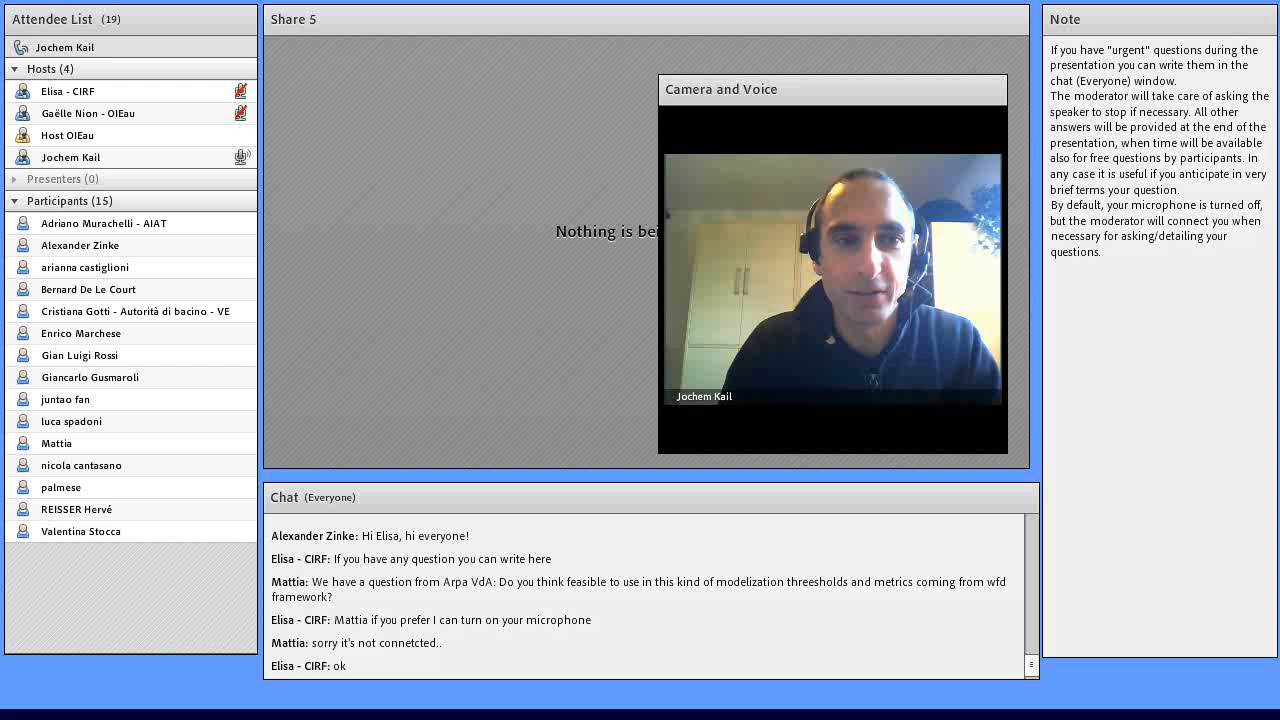 Attendee List (19)
Jochem Kail
Hosts (4)
Elisa - CIRF
Gaëlle Nion - OIEau
Host OIEau
Jochem Kail
Presenters (0)
Participants (15)
Adriano Murachelli - AIAT
Alexander Zinke
arianna castiglioni
Bernard De Le Court
Cristiana Gotti - Autorità di bacino - VE
Enrico Marchese
Gian Luigi Rossi
Giancarlo Gusmaroli
juntao fan
luca spadoni
Mattia
nicola cantasano
palmese
REISSER Hervé
Valentina Stocca
Share 5
Nothing is bei
Camera and Voice
Jochem Kail
Chat (Everyone)
Alexander Zinke: Hi Elisa, hi everyone!
Elisa - CIRF: If you have any question you can write here
Mattia: We have a question from Arpa VdA: Do you think feasible to use in this kind of modelization threesholds and metrics coming from wfd
framework?
Elisa - CIRF: Mattia if you prefer I can turn on your microphone
Mattia: sorry it's not connetcted..
Elisa - CIRF: ok
Note
If you have "urgent" questions during the
presentation you can write them in the
chat (Everyone) window.
The moderator will take care of asking the
speaker to stop if necessary. All other
answers will be provided at the end of the
presentation, when time will be available
also for free questions by participants. In
any case it is useful if you anticipate in very
brief terms your question.
By default, your microphone is turned off,
but the moderator will connect you when
necessary for asking/detailing your
questions.